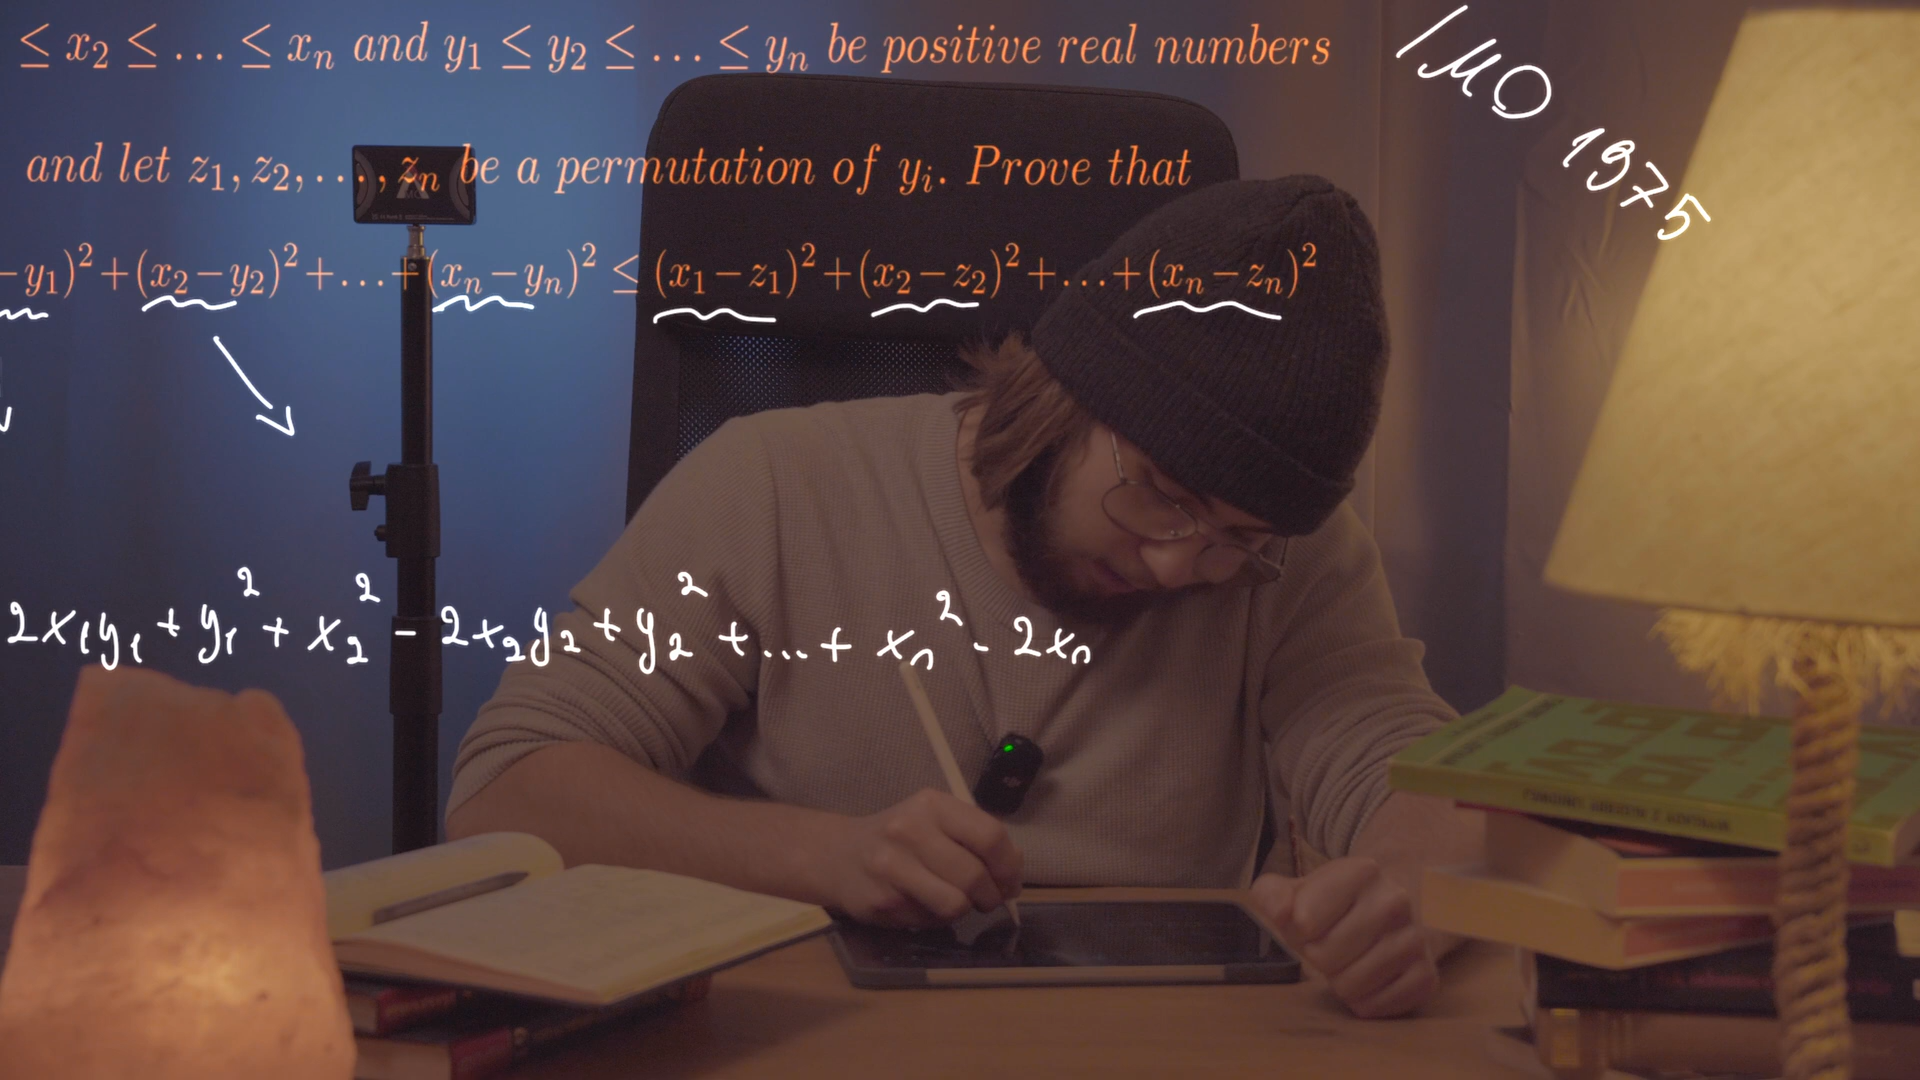 ≤ x₂ ≤ ... ≤ xₙ and y₁ ≤ y₂ ≤ ... ≤ yₙ be positive real numbers
IMO 1975
and let z₁, z₂, ..., zₙ be a permutation of yᵢ. Prove that
-y₁)²+(x₂-y₂)²+...+(xₙ-yₙ)² ≤ (x₁-z₁)²+(x₂-z₂)²+...+(xₙ-zₙ)²
2x₁y₁ + y₁² + x₂² - 2x₂y₂ + y₂² + ... + xₙ² - 2xₙ